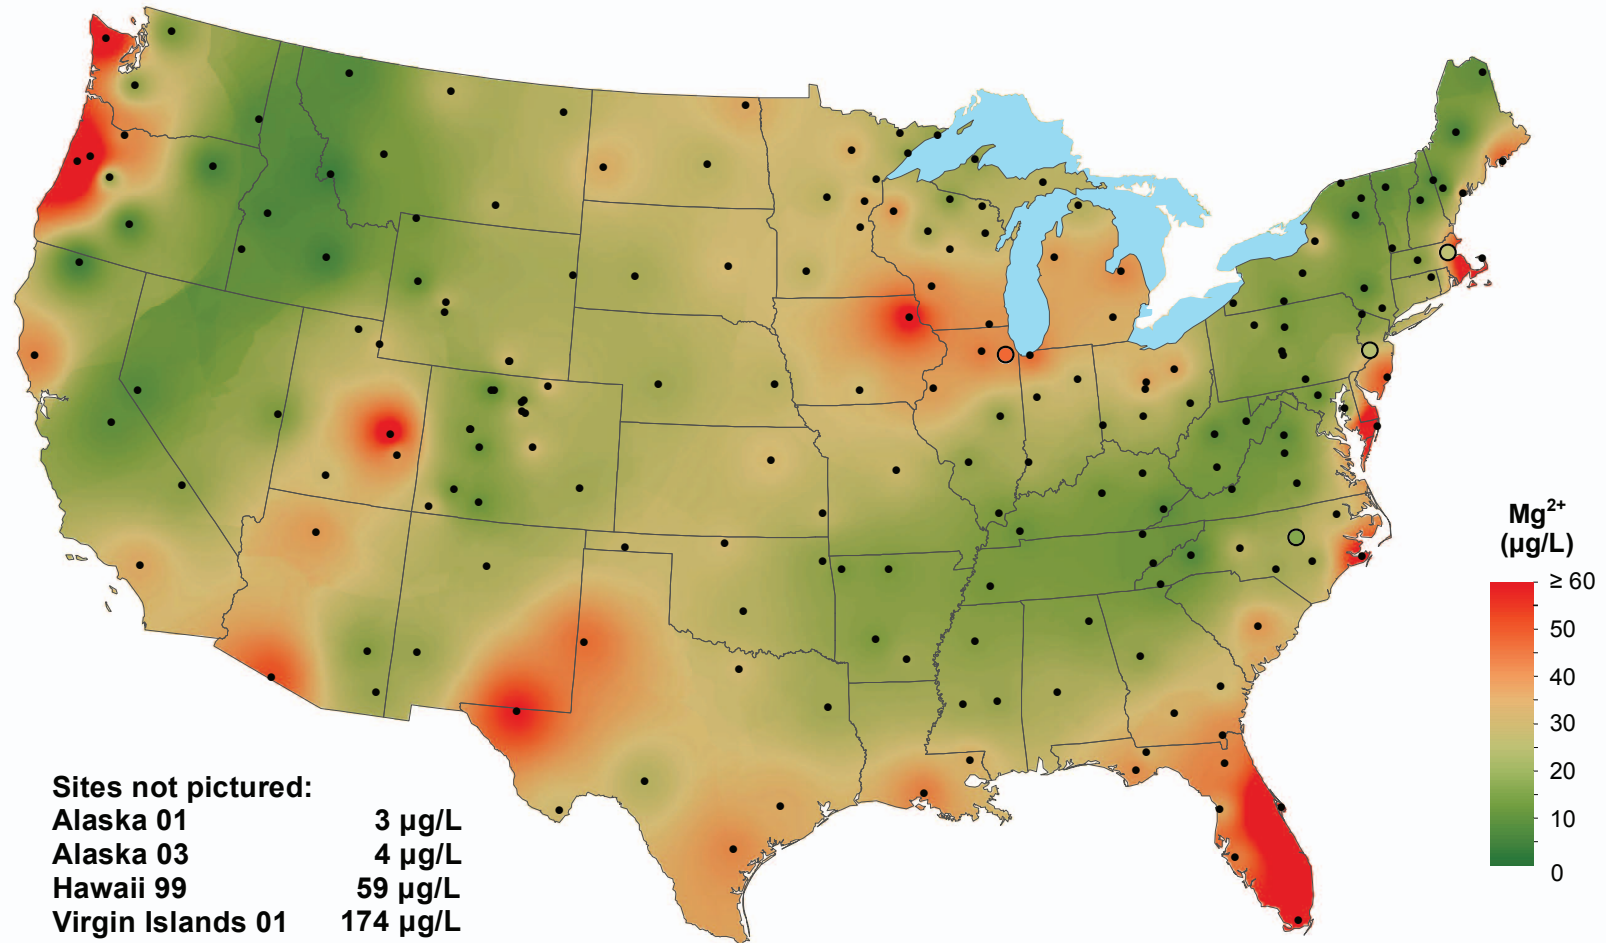 Mg²⁺
(µg/L)
≥ 60
50
40
30
20
10
0
Sites not pictured:
Alaska 01 3 µg/L
Alaska 03 4 µg/L
Hawaii 99 59 µg/L
Virgin Islands 01 174 µg/L